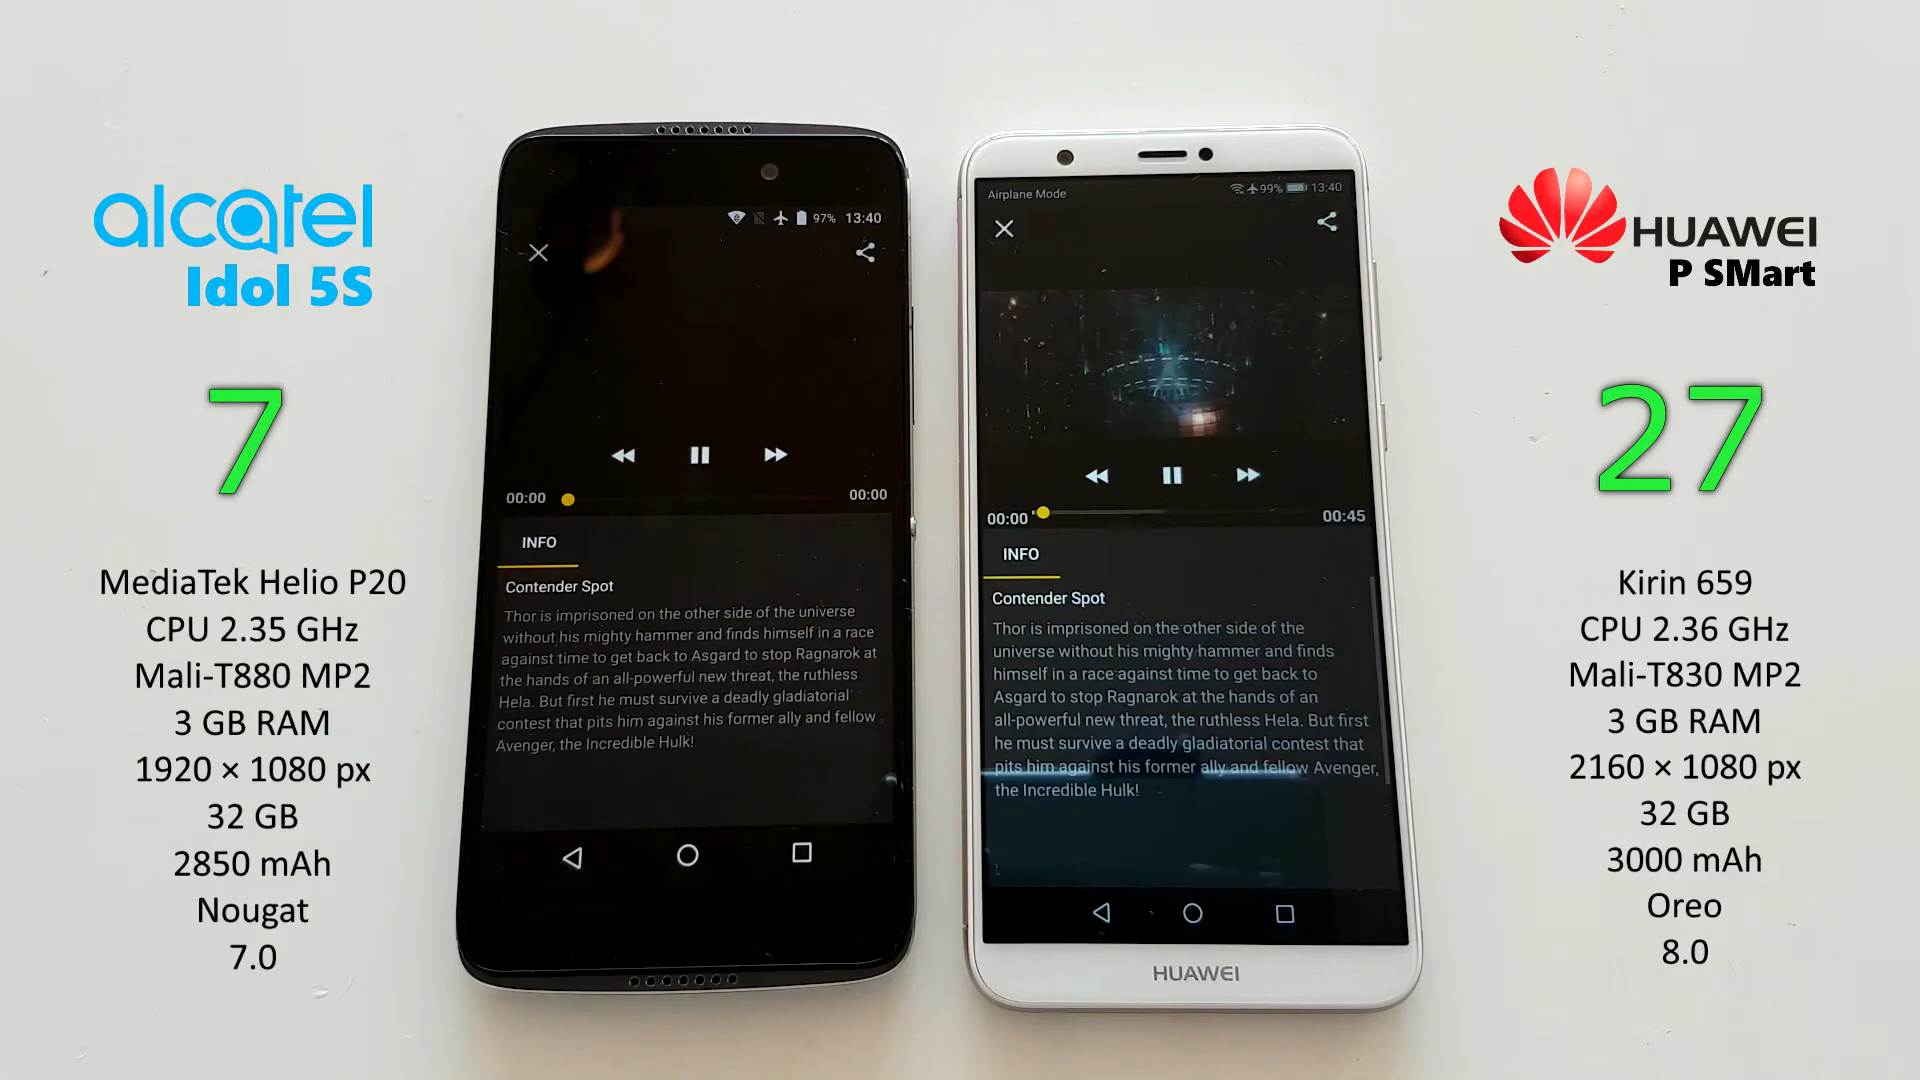 alcatel
Idol 5S
7
MediaTek Helio P20
CPU 2.35 GHz
Mali-T880 MP2
3 GB RAM
1920 × 1080 px
32 GB
2850 mAh
Nougat
7.0
97% 13:40
00:00 00:00
INFO
Contender Spot
Thor is imprisoned on the other side of the universe
without his mighty hammer and finds himself in a race
against time to get back to Asgard to stop Ragnarok at
the hands of an all-powerful new threat, the ruthless
Hela. But first he must survive a deadly gladiatorial
contest that pits him against his former ally and fellow
Avenger, the Incredible Hulk!
Airplane Mode 99% 13:40
00:00 00:45
INFO
Contender Spot
Thor is imprisoned on the other side of the
universe without his mighty hammer and finds
himself in a race against time to get back to
Asgard to stop Ragnarok at the hands of an
all-powerful new threat, the ruthless Hela. But first
he must survive a deadly gladiatorial contest that
pits him against his former ally and fellow Avenger,
the Incredible Hulk!
HUAWEI
HUAWEI
P SMart
27
Kirin 659
CPU 2.36 GHz
Mali-T830 MP2
3 GB RAM
2160 × 1080 px
32 GB
3000 mAh
Oreo
8.0